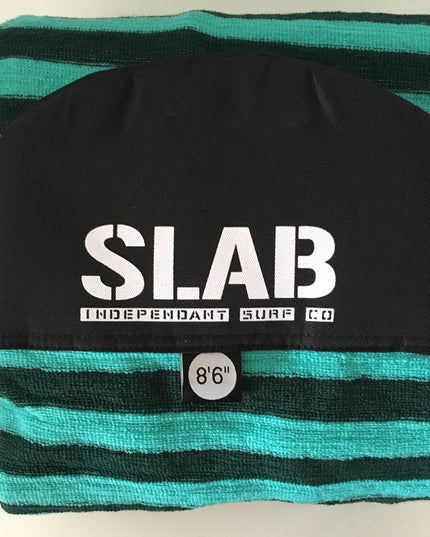 SLAB
INDEPENDANT SURF CO
8'6"